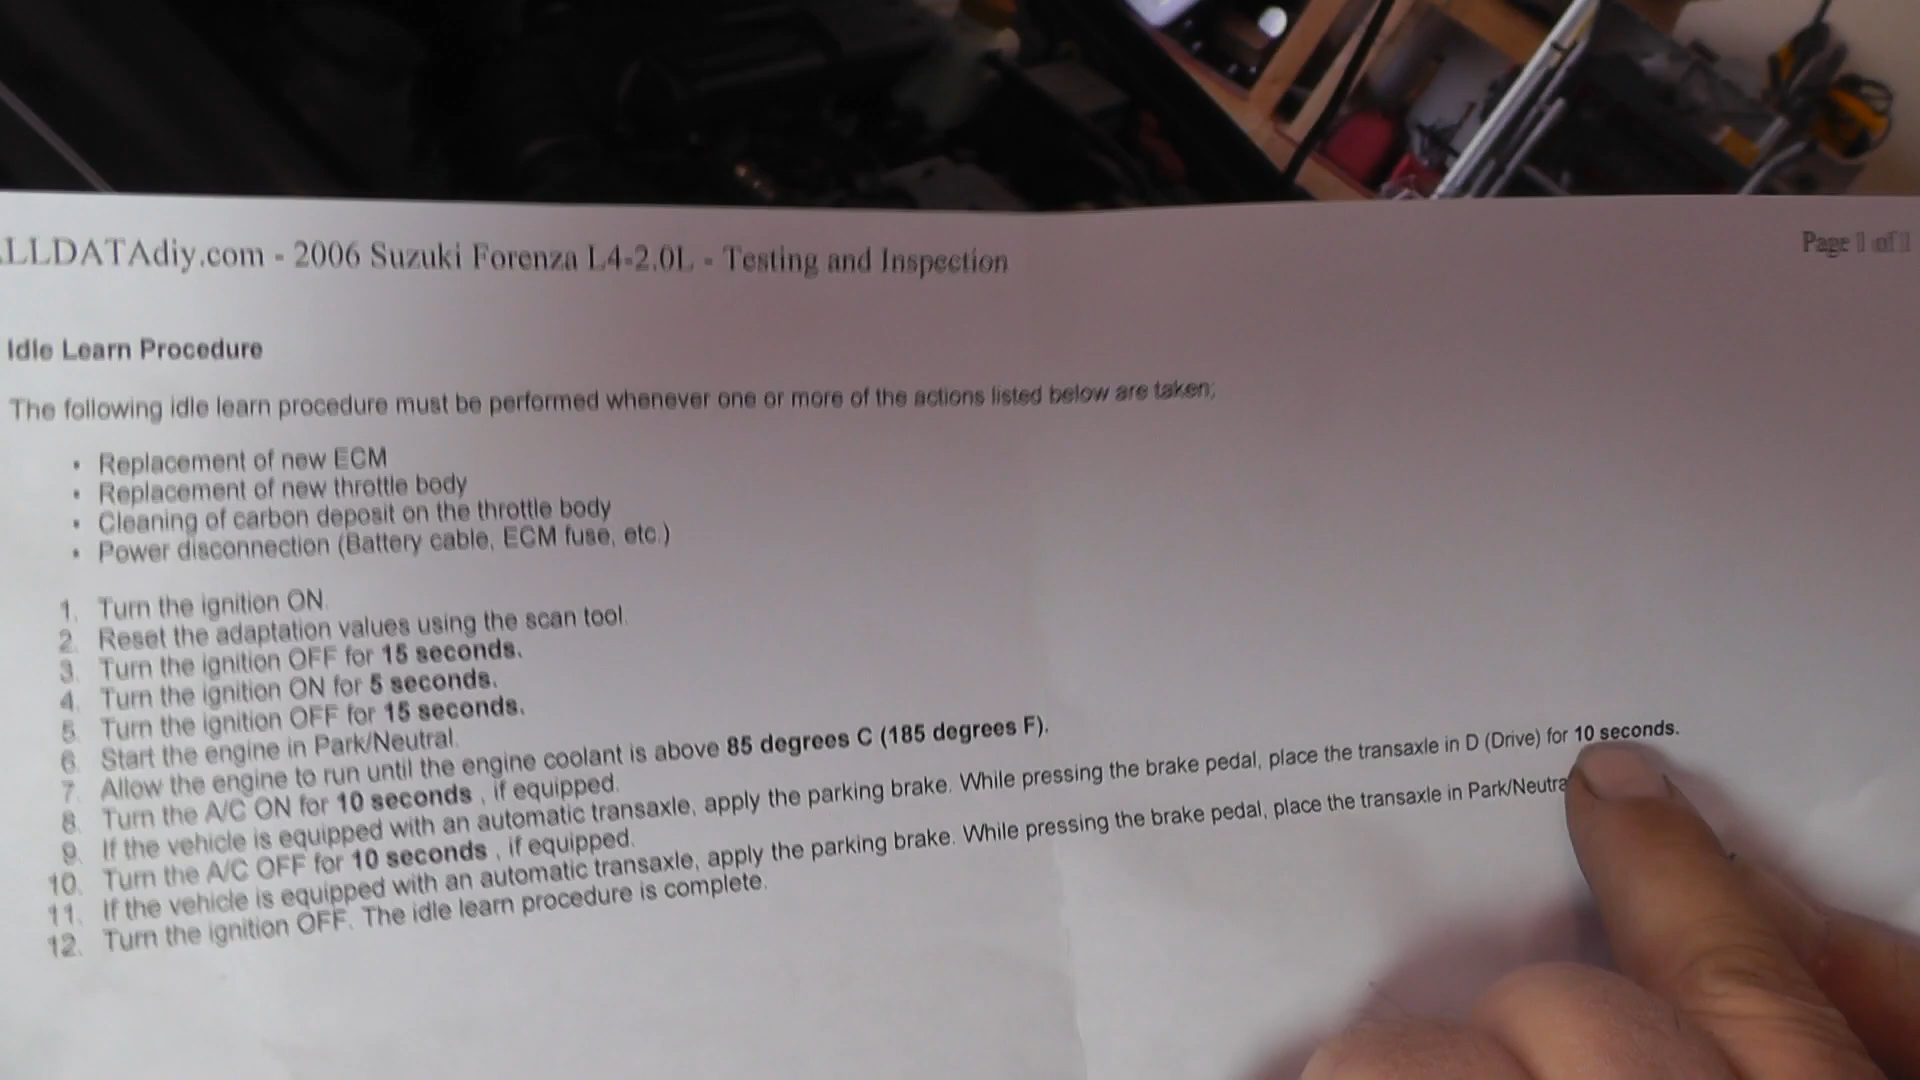 LLDATAdiy.com - 2006 Suzuki Forenza L4-2.0L - Testing and Inspection
Page 1 of 1
Idle Learn Procedure
The following idle learn procedure must be performed whenever one or more of the actions listed below are taken;
• Replacement of new ECM
• Replacement of new throttle body
• Cleaning of carbon deposit on the throttle body
• Power disconnection (Battery cable, ECM fuse, etc.)
1. Turn the ignition ON.
2. Reset the adaptation values using the scan tool.
3. Turn the ignition OFF for 15 seconds.
4. Turn the ignition ON for 5 seconds.
5. Turn the ignition OFF for 15 seconds.
6. Start the engine in Park/Neutral.
7. Allow the engine to run until the engine coolant is above 85 degrees C (185 degrees F).
8. Turn the A/C ON for 10 seconds , if equipped.
9. If the vehicle is equipped with an automatic transaxle, apply the parking brake. While pressing the brake pedal, place the transaxle in D (Drive) for 10 seconds.
10. Turn the A/C OFF for 10 seconds , if equipped.
11. If the vehicle is equipped with an automatic transaxle, apply the parking brake. While pressing the brake pedal, place the transaxle in Park/Neutra
12. Turn the ignition OFF. The idle learn procedure is complete.